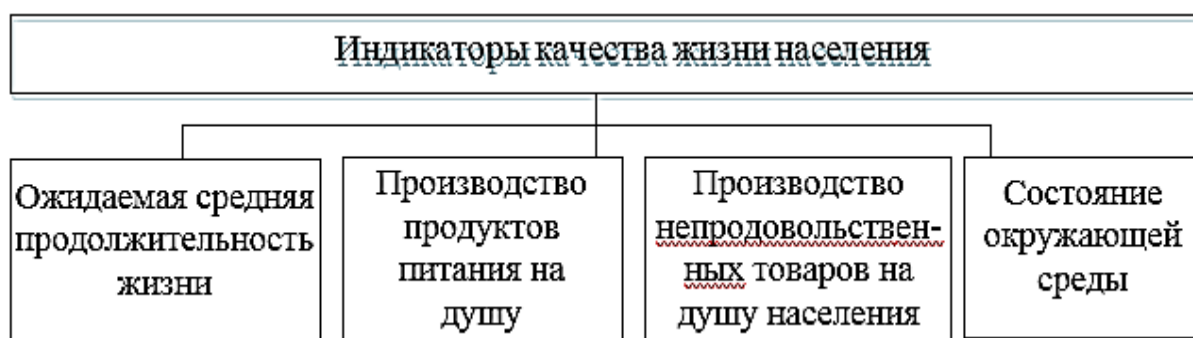 Индикаторы качества жизни населения
Ожидаемая средняя
продолжительность
жизни
Производство
продуктов
питания на
душу
Производство
непродовольствен-
ных товаров на
душу населения
Состояние
окружающей
среды